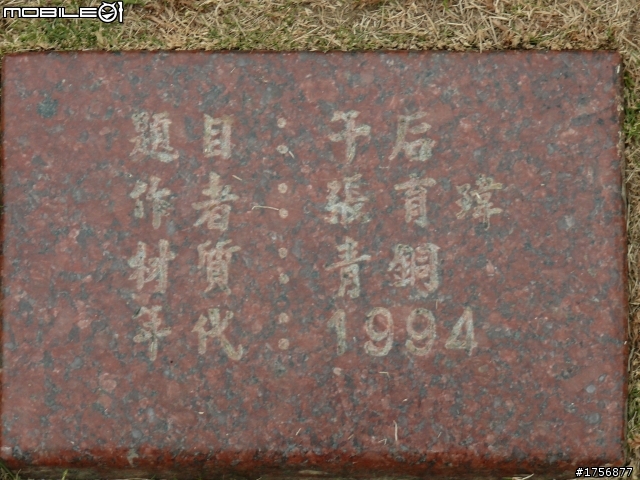 MOBILE01
題目：午后
作者：張育瑋
材質：青銅
年代：1994
#1756877